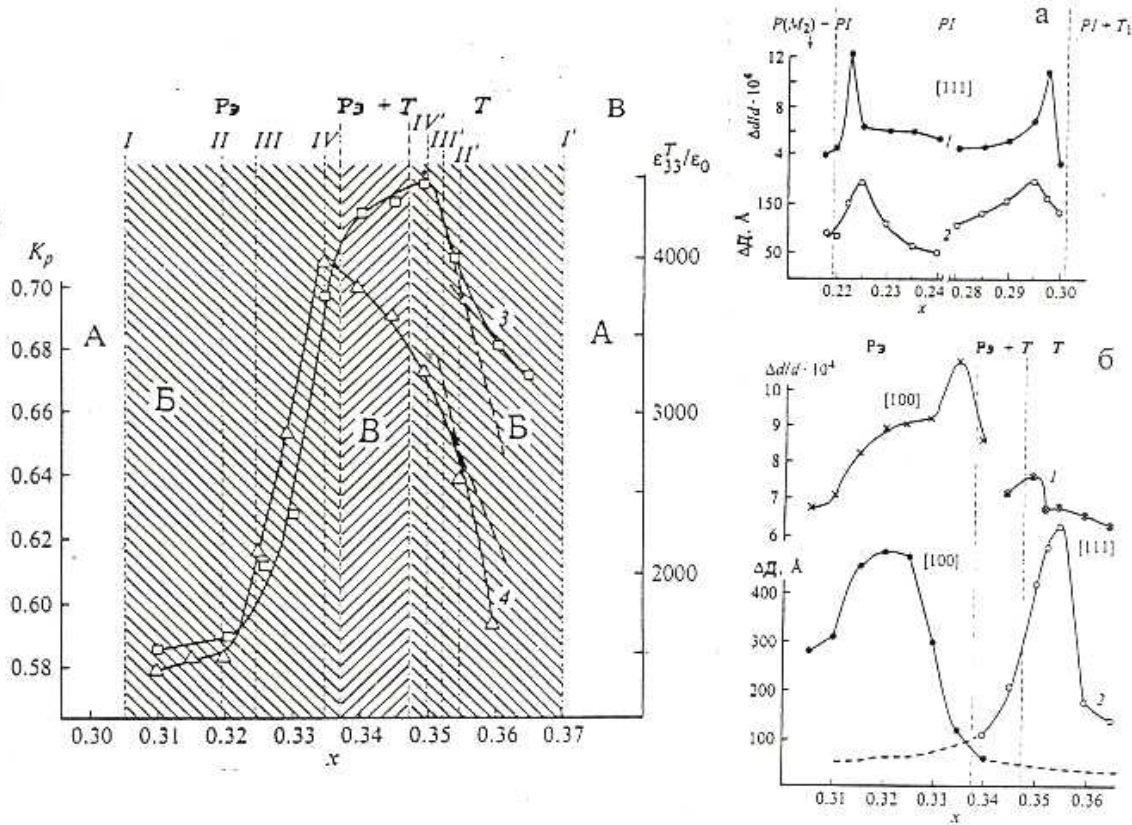 Pэ
Pэ + T
T
B
I
II
III
IV
IV'
III'
II'
I'
ε₃₃ᵀ/ε₀
Kₚ
0.70
0.68
0.66
0.64
0.62
0.60
0.58
4000
3000
2000
А
Б
В
Б
А
3
4
0.30
0.31
0.32
0.33
0.34
0.35
0.36
0.37
x
P(M₂) – PI
PI
а
PI + T₁
Δd/d · 10⁴
12
8
4
[111]
1
ΔД, Å
150
50
2
0.22
0.23
0.24
0.28
0.29
0.30
x
Pэ
Pэ + T
T
б
Δd/d · 10⁴
10
9
8
7
6
[100]
1
ΔД, Å
[100]
[111]
400
300
200
100
2
0.31
0.32
0.33
0.34
0.35
0.36
x